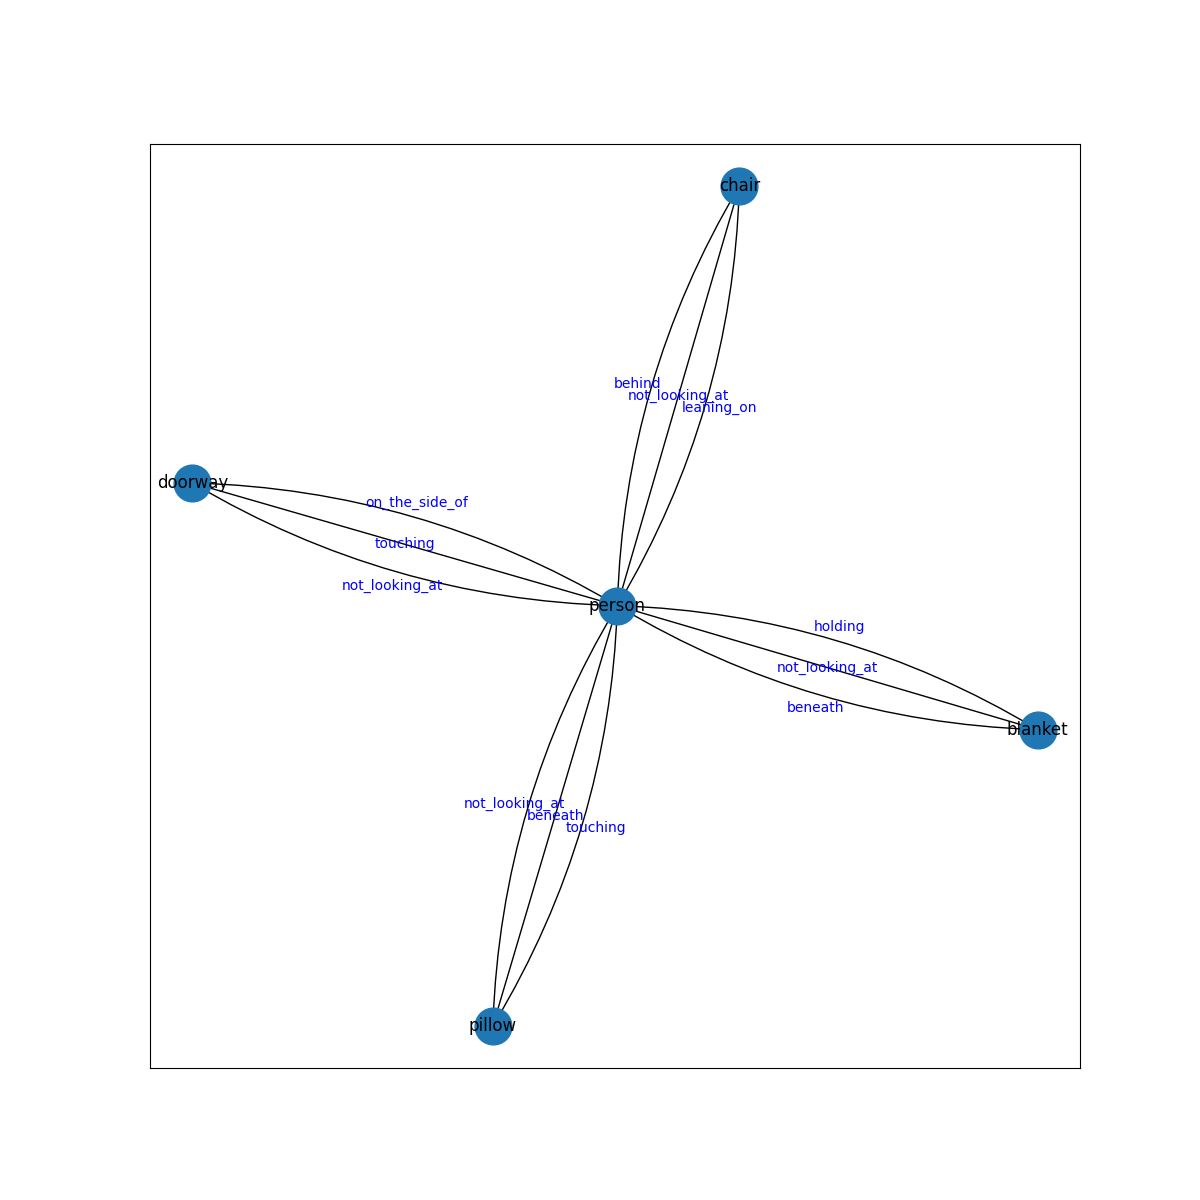 chair
behind
not_looking_at
leaning_on
doorway
on_the_side_of
touching
not_looking_at
person
holding
not_looking_at
beneath
blanket
not_looking_at
beneath
touching
pillow